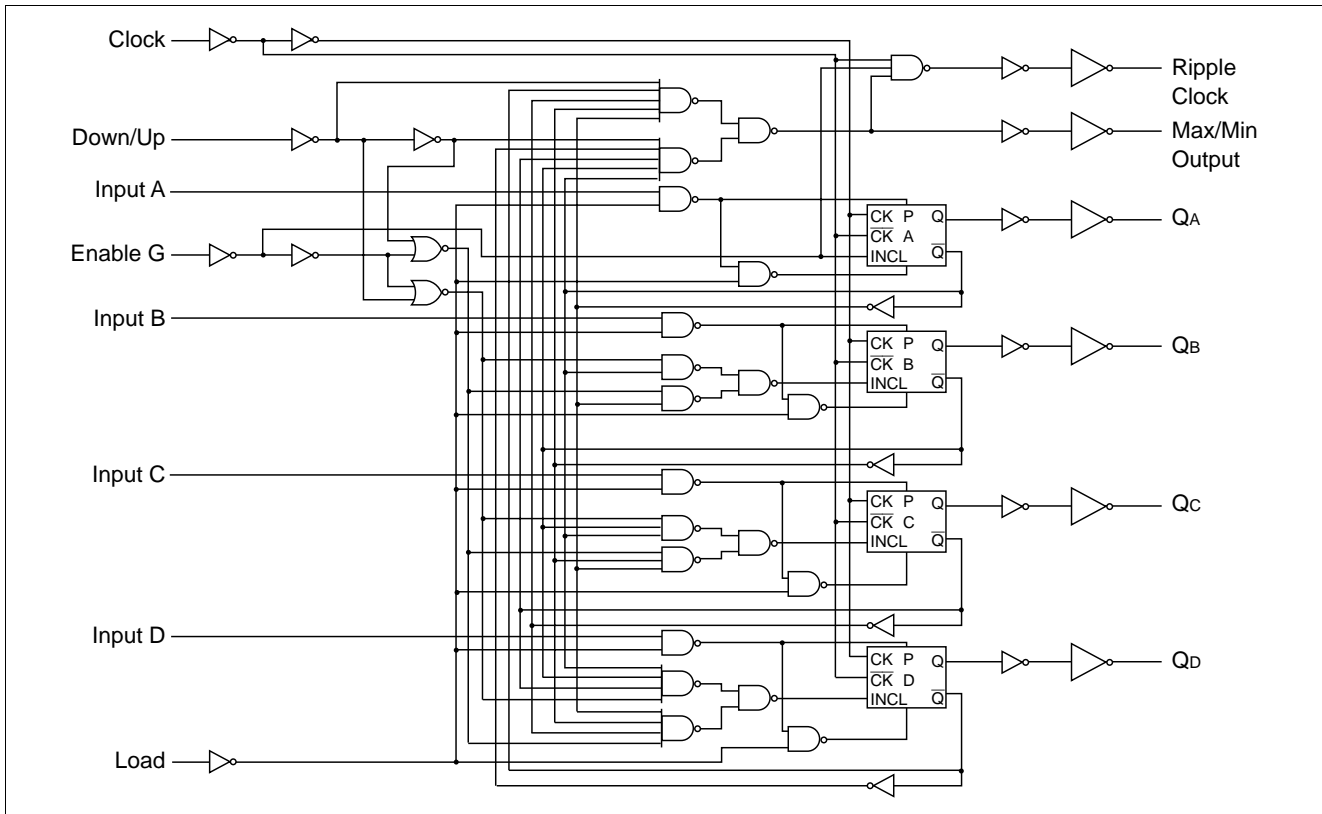 Clock
Ripple
Clock
Down/Up
Max/Min
Output
Input A
CK P Q
CK A
INCL Q
QA
Enable G
Input B
CK P Q
CK B
INCL Q
QB
Input C
CK P Q
CK C
INCL Q
QC
Input D
CK P Q
CK D
INCL Q
QD
Load